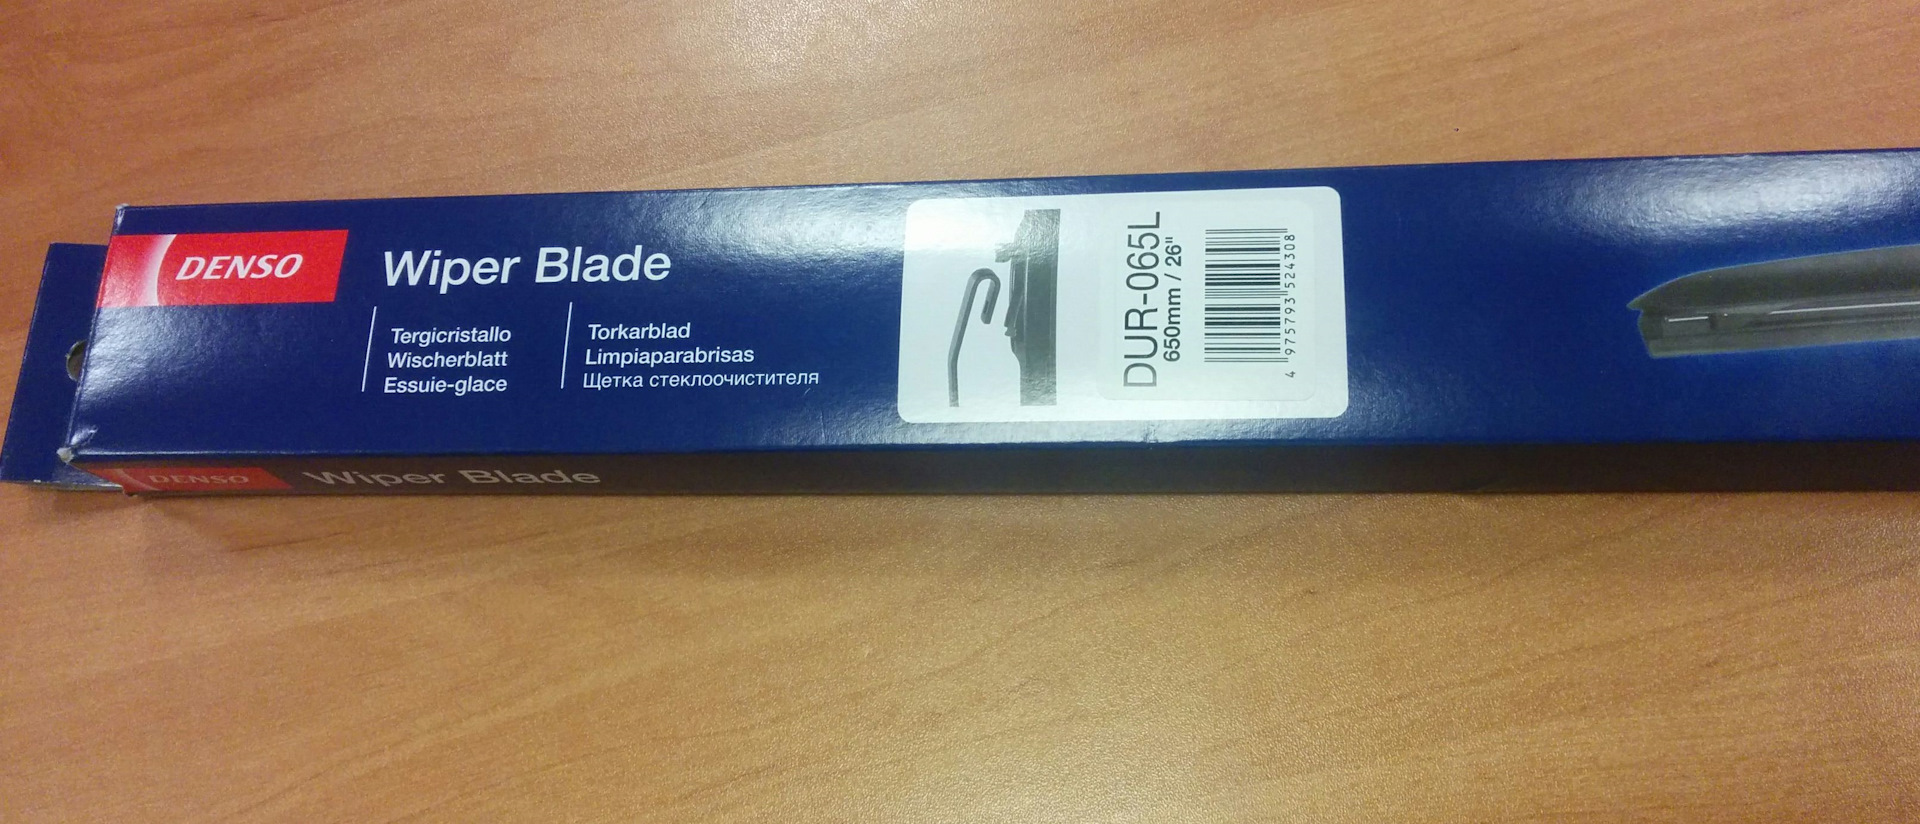 DENSO
Wiper Blade
Tergicristallo
Wischerblatt
Essuie-glace
Torkarblad
Limpiaparabrisas
Щетка стеклоочистителя
DUR-065L
650mm / 26"
4 975793 524308
DENSO
Wiper Blade